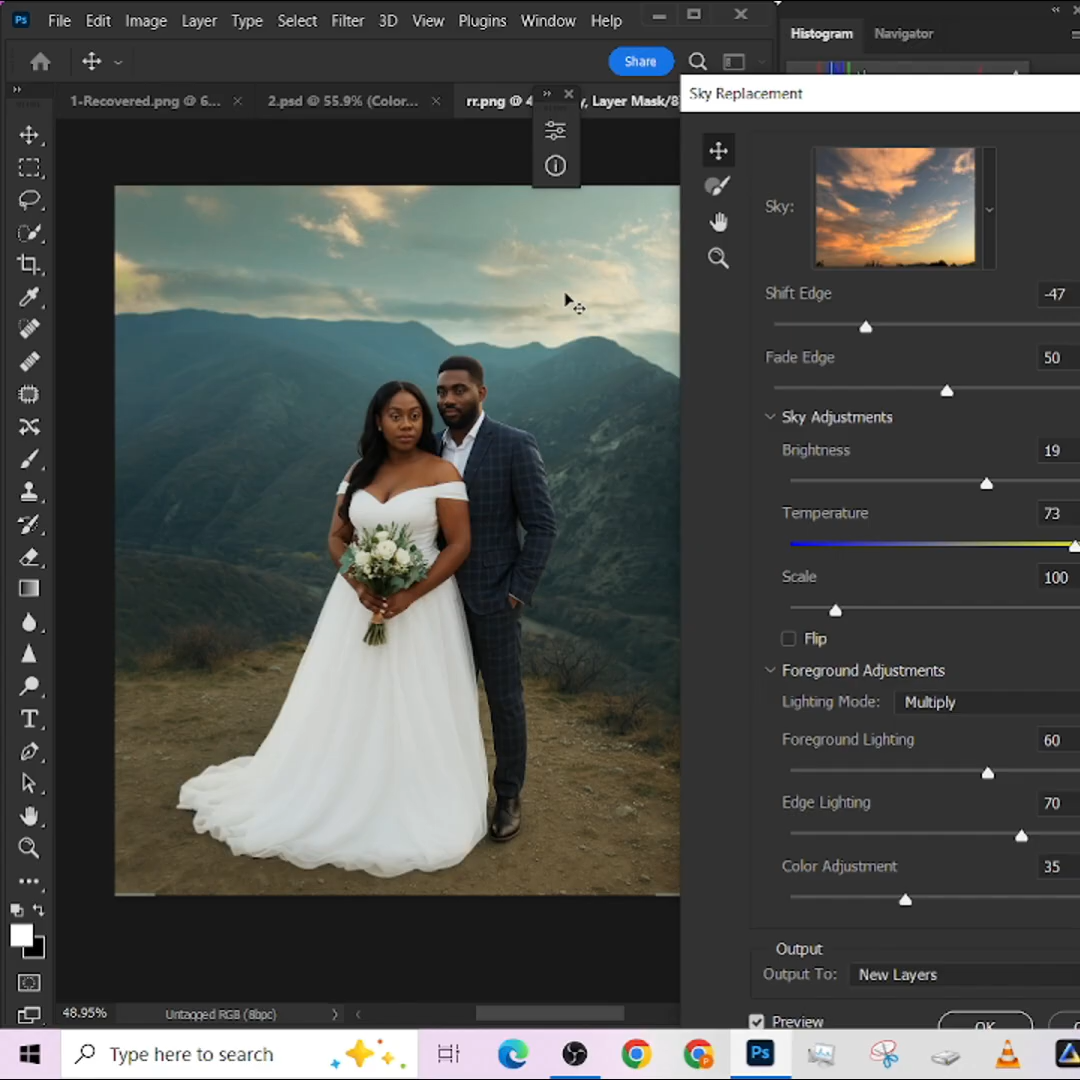 Ps File Edit Image Layer Type Select Filter 3D View Plugins Window Help
Histogram Navigator
Share
1-Recovered.png @ 6... 2.psd @ 55.9% (Color... rr.png @ 4 y, Layer Mask/8
Sky Replacement
Sky:
Shift Edge -47
Fade Edge 50
Sky Adjustments
Brightness 19
Temperature 73
Scale 100
Flip
Foreground Adjustments
Lighting Mode: Multiply
Foreground Lighting 60
Edge Lighting 70
Color Adjustment 35
Output
Output To: New Layers
Preview OK
48.95% Untagged RGB (8bpc)
Type here to search
Ps